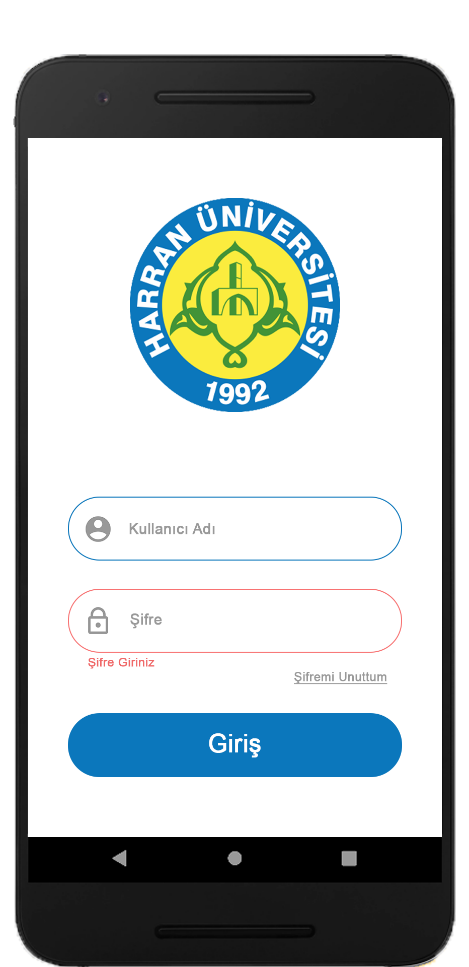 HARRAN ÜNİVERSİTESİ
1992
Kullanıcı Adı
Şifre
Şifre Giriniz
Şifremi Unuttum
Giriş